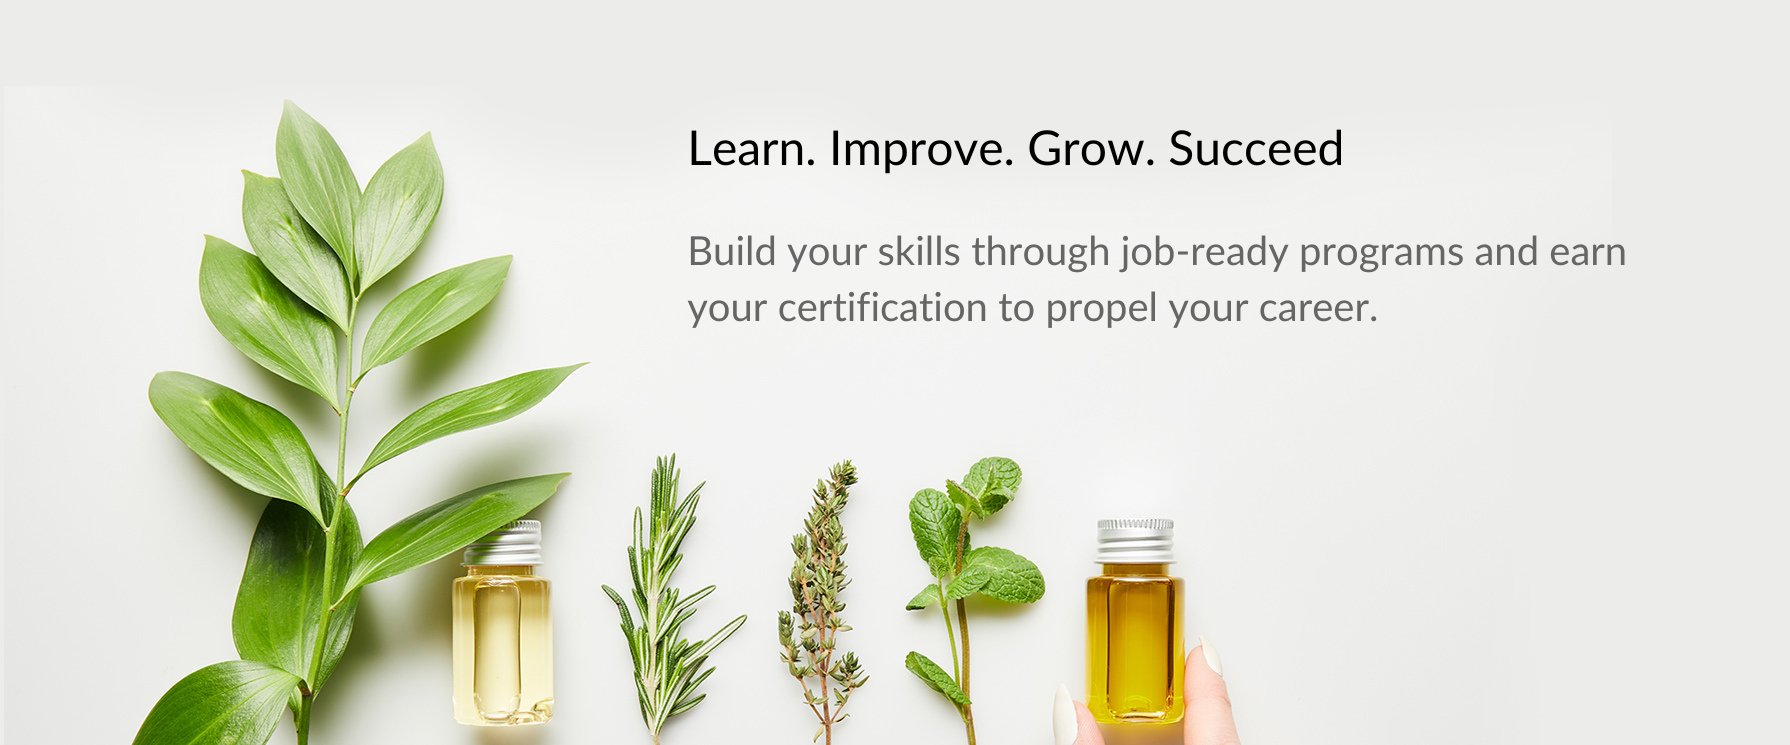 Learn. Improve. Grow. Succeed
Build your skills through job-ready programs and earn
your certification to propel your career.